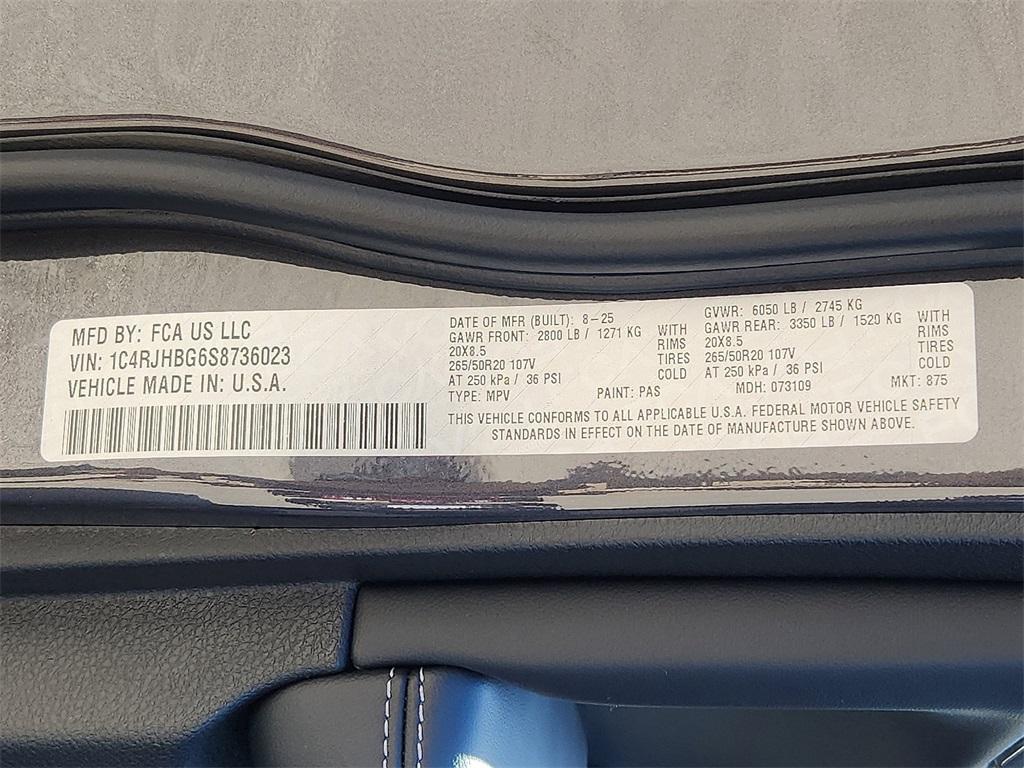 MFD BY: FCA US LLC
VIN: 1C4RJHBG6S8736023
VEHICLE MADE IN: U.S.A.
DATE OF MFR (BUILT): 8-25
GAWR FRONT: 2800 LB / 1271 KG WITH
20X8.5 RIMS
265/50R20 107V TIRES
AT 250 kPa / 36 PSI COLD
TYPE: MPV PAINT: PAS
GVWR: 6050 LB / 2745 KG
GAWR REAR: 3350 LB / 1520 KG WITH
20X8.5 RIMS
265/50R20 107V TIRES
AT 250 kPa / 36 PSI COLD
MDH: 073109 MKT: 875
THIS VEHICLE CONFORMS TO ALL APPLICABLE U.S.A. FEDERAL MOTOR VEHICLE SAFETY
STANDARDS IN EFFECT ON THE DATE OF MANUFACTURE SHOWN ABOVE.